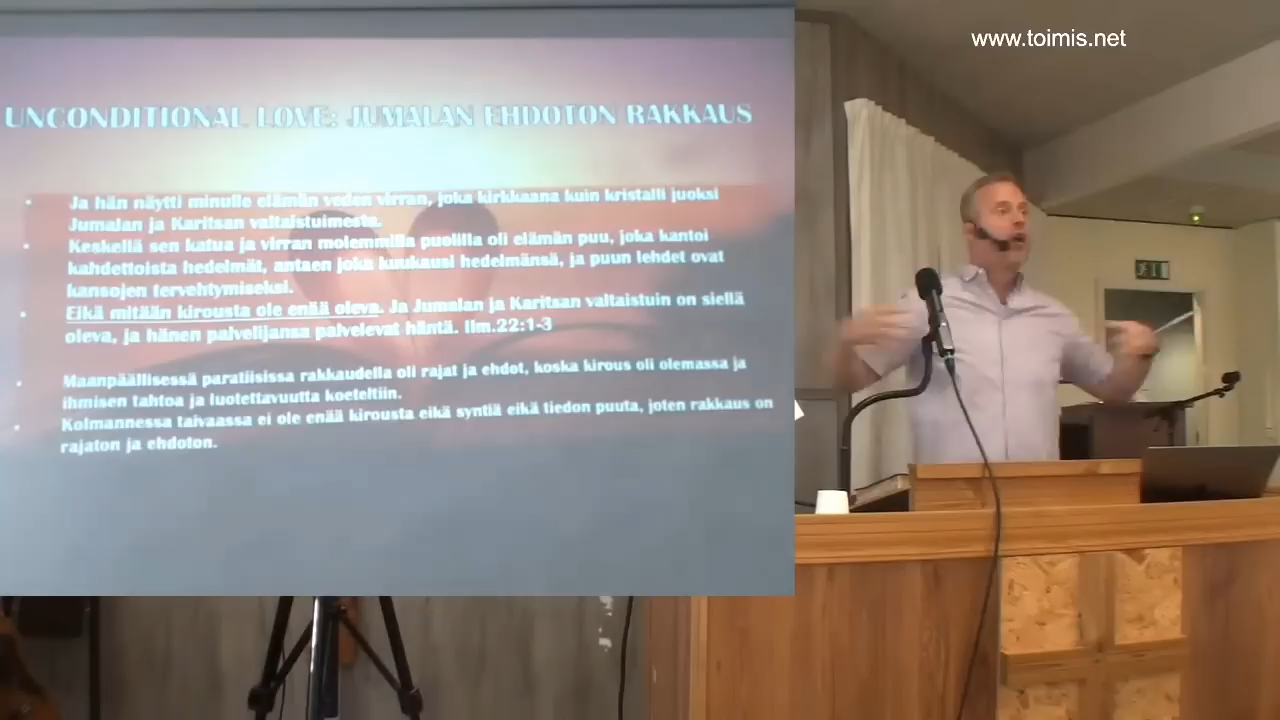 www.toimis.net
UNCONDITIONAL LOVE: JUMALAN EHDOTON RAKKAUS
Ja hän näytti minulle elämän veden virran, joka kirkkaana kuin kristalli juoksi
Jumalan ja Karitsan valtaistuimesta.
Keskellä sen katua ja virran molemmilla puolilla oli elämän puu, joka kantoi
kahdettoista hedelmät, antaen joka kuukausi hedelmänsä, ja puun lehdet ovat
kansojen tervehtymiseksi.
Eikä mitään kirousta ole enää oleva. Ja Jumalan ja Karitsan valtaistuin on siellä
oleva, ja hänen palvelijansa palvelevat häntä. Ilm.22:1-3
Maanpäällisessä paratiisissa rakkaudella oli rajat ja ehdot, koska kirous oli olemassa ja
ihmisen tahtoa ja luotettavuutta koeteltiin.
Kolmannessa taivaassa ei ole enää kirousta eikä syntiä eikä tiedon puuta, joten rakkaus on
rajaton ja ehdoton.